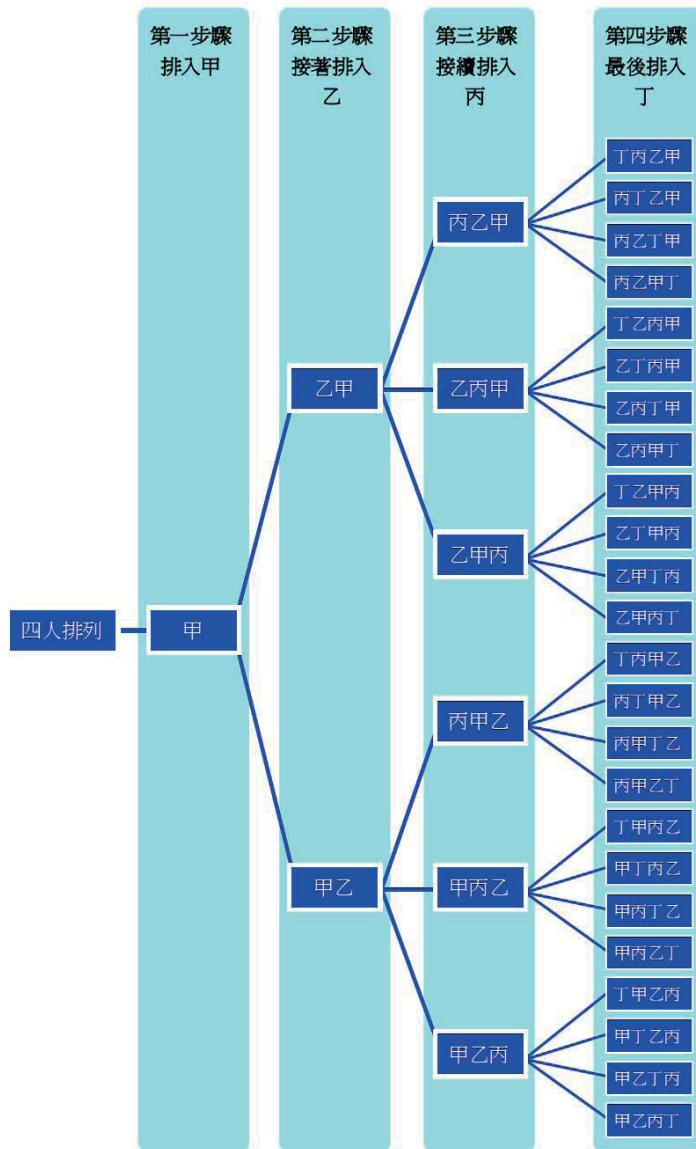 第一步驟
排入甲
第二步驟
接著排入
乙
第三步驟
接續排入
丙
第四步驟
最後排入
丁
四人排列
甲
乙甲
甲乙
丙乙甲
乙丙甲
乙甲丙
丙甲乙
甲丙乙
甲乙丙
丁丙乙甲
丙丁乙甲
丙乙丁甲
丙乙甲丁
丁乙丙甲
乙丁丙甲
乙丙丁甲
乙丙甲丁
丁乙甲丙
乙丁甲丙
乙甲丁丙
乙甲丙丁
丁丙甲乙
丙丁甲乙
丙甲丁乙
丙甲乙丁
丁甲丙乙
甲丁丙乙
甲丙丁乙
甲丙乙丁
丁甲乙丙
甲丁乙丙
甲乙丁丙
甲乙丙丁